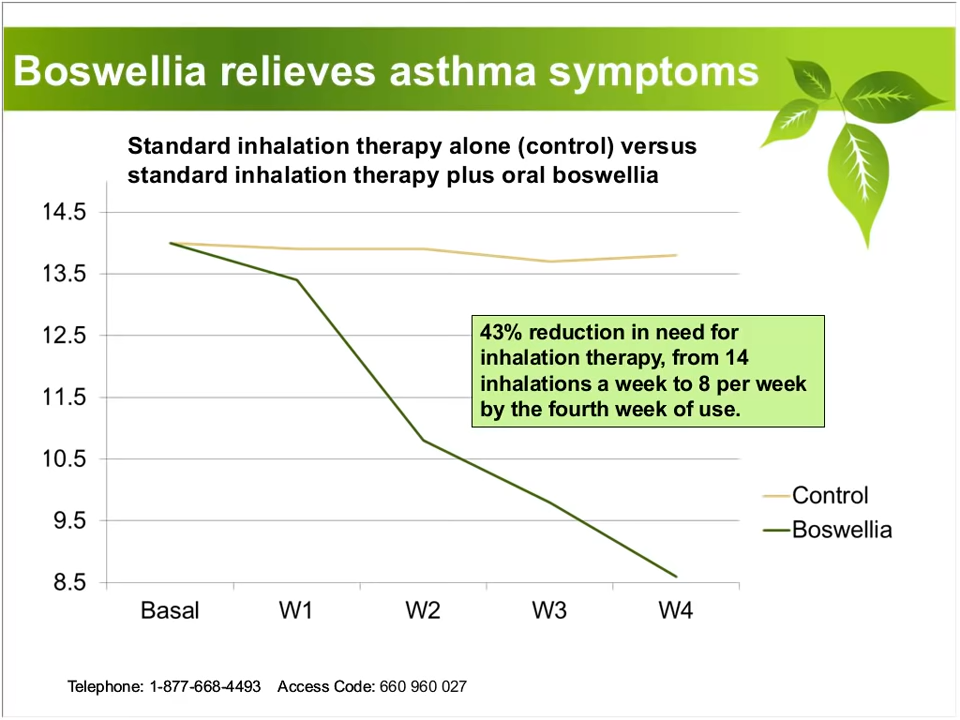 Boswellia relieves asthma symptoms
Standard inhalation therapy alone (control) versus
standard inhalation therapy plus oral boswellia
14.5
13.5
12.5
11.5
10.5
9.5
8.5
43% reduction in need for
inhalation therapy, from 14
inhalations a week to 8 per week
by the fourth week of use.
Control
Boswellia
Basal W1 W2 W3 W4
Telephone: 1-877-668-4493 Access Code: 660 960 027